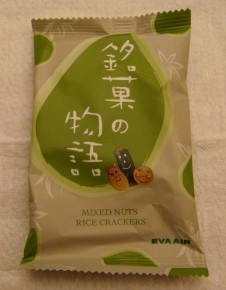 銘菓の
物語
MIXED NUTS
RICE CRACKERS
EVA AIR